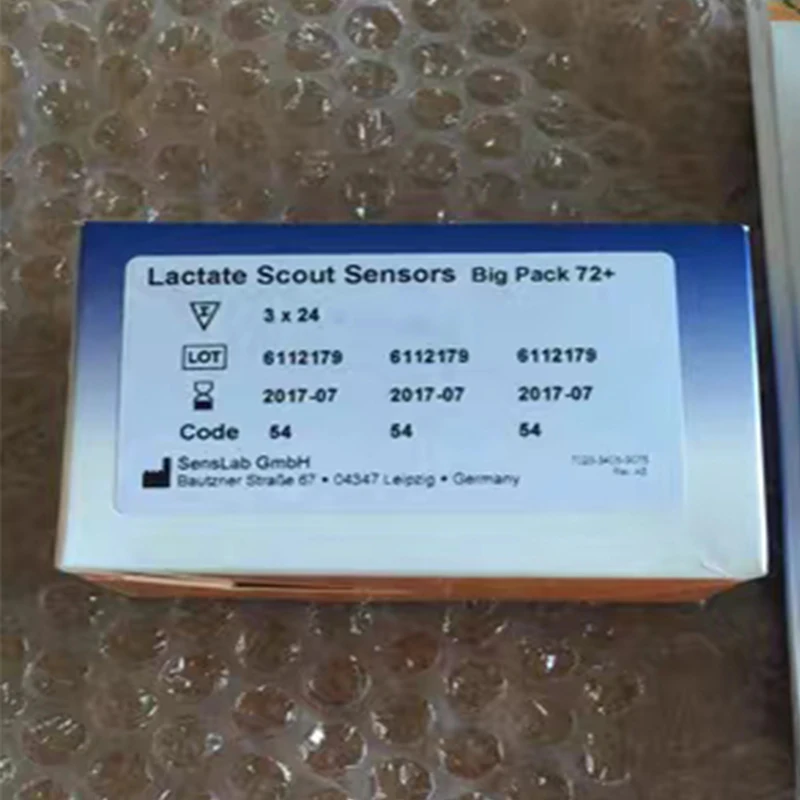 Lactate Scout Sensors Big Pack 72+
Σ 3 x 24
LOT 6112179 6112179 6112179
2017-07 2017-07 2017-07
Code 54 54 54
SensLab GmbH
Bautzner Straße 67 • 04347 Leipzig • Germany